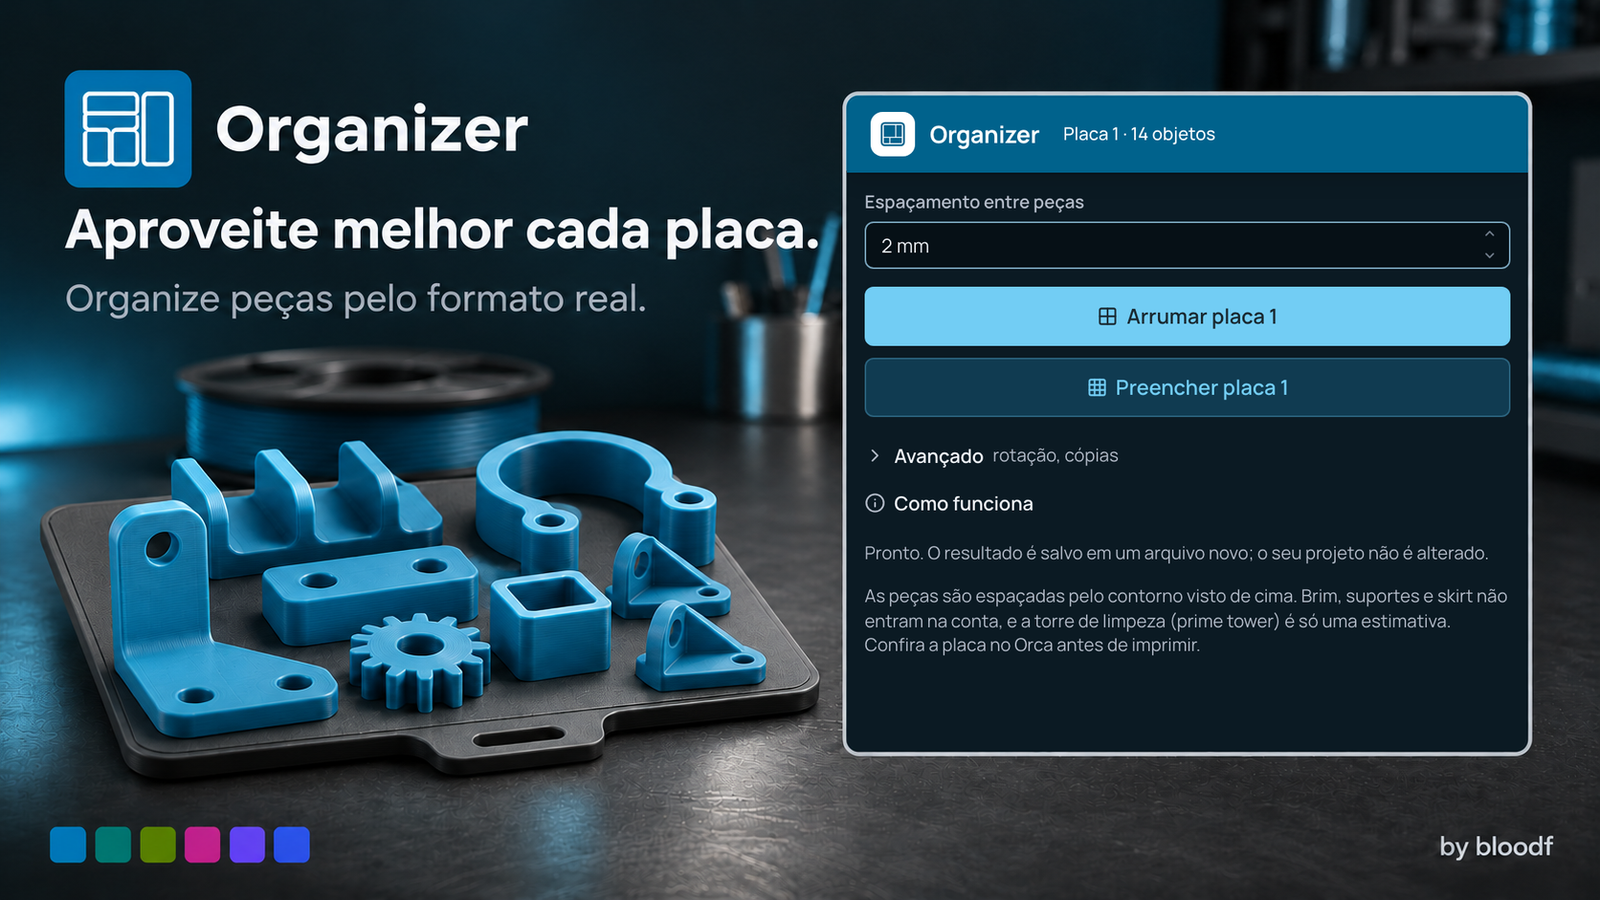 Organizer
Aproveite melhor cada placa.
Organize peças pelo formato real.
Organizer Placa 1 · 14 objetos
Espaçamento entre peças
2 mm
Arrumar placa 1
Preencher placa 1
Avançado rotação, cópias
Como funciona
Pronto. O resultado é salvo em um arquivo novo; o seu projeto não é alterado.
As peças são espaçadas pelo contorno visto de cima. Brim, suportes e skirt não
entram na conta, e a torre de limpeza (prime tower) é só uma estimativa.
Confira a placa no Orca antes de imprimir.
by bloodf